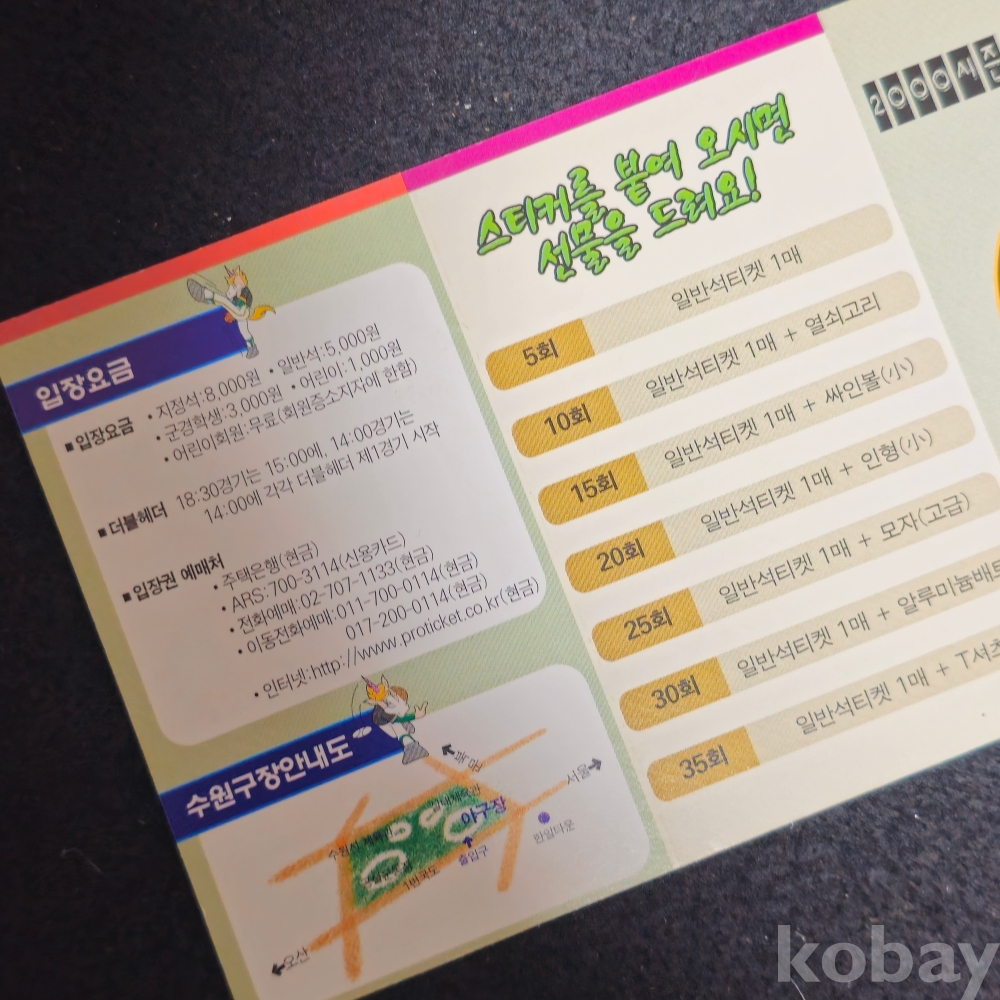 입장요금
■ 입장요금
• 지정석:8,000원 • 일반석:5,000원
• 군경학생:3,000원 • 어린이:1,000원
• 어린이회원:무료(회원증소지자에 한함)
■ 더블헤더 18:30경기는 15:00에, 14:00경기는
14:00에 각각 더블헤더 제1경기 시작
■ 입장권 예매처
• 주택은행(현금)
• ARS:700-3114(신용카드)
• 전화예매:02-707-1133(현금)
• 이동전화예매:011-700-0114(현금)
017-200-0114(현금)
• 인터넷:http://www.proticket.co.kr(현금)
수원구장안내도
북문
서울
야구장
한일타운
출입구
1번국도
오산
스티커를 붙여 오시면
선물을 드려요!
5회 일반석티켓 1매
10회 일반석티켓 1매 + 열쇠고리
15회 일반석티켓 1매 + 싸인볼(小)
20회 일반석티켓 1매 + 인형(小)
25회 일반석티켓 1매 + 모자(고급)
30회 일반석티켓 1매 + 알루미늄배트
35회 일반석티켓 1매 + T셔츠
2000시즌
kobay